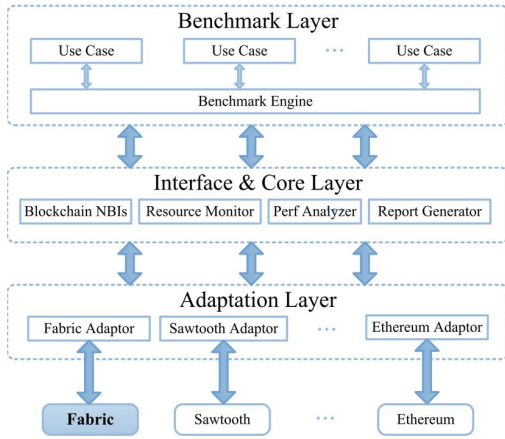 Benchmark Layer
Use Case Use Case ... Use Case
Benchmark Engine
Interface & Core Layer
Blockchain NBIs Resource Monitor Perf Analyzer Report Generator
Adaptation Layer
Fabric Adaptor Sawtooth Adaptor ... Ethereum Adaptor
Fabric Sawtooth ... Ethereum